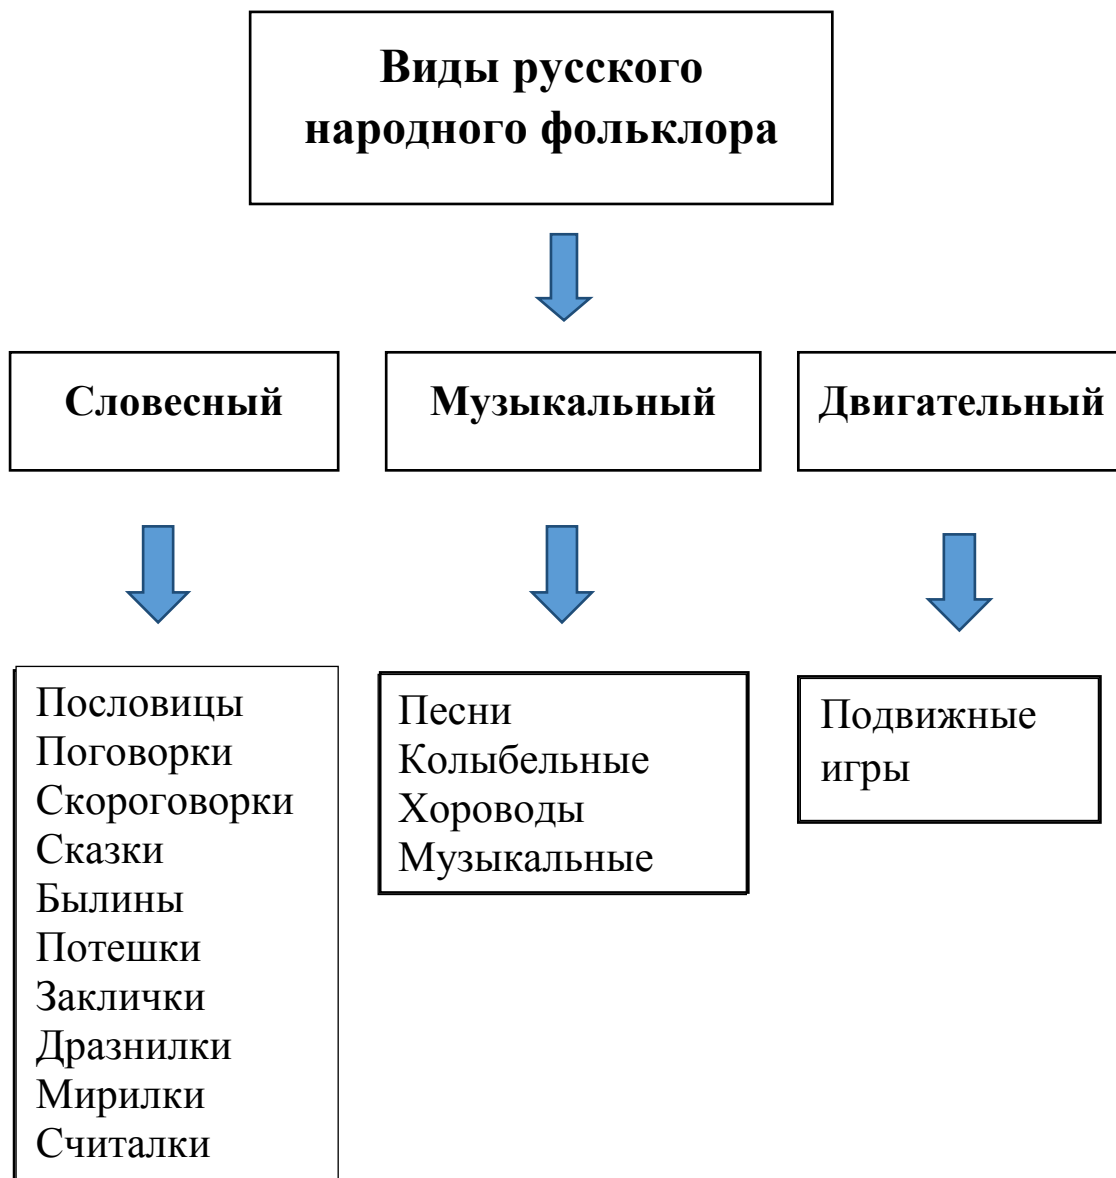 Виды русского
народного фольклора
Словесный
Музыкальный
Двигательный
Пословицы
Поговорки
Скороговорки
Сказки
Былины
Потешки
Заклички
Дразнилки
Мирилки
Считалки
Песни
Колыбельные
Хороводы
Музыкальные
Подвижные
игры